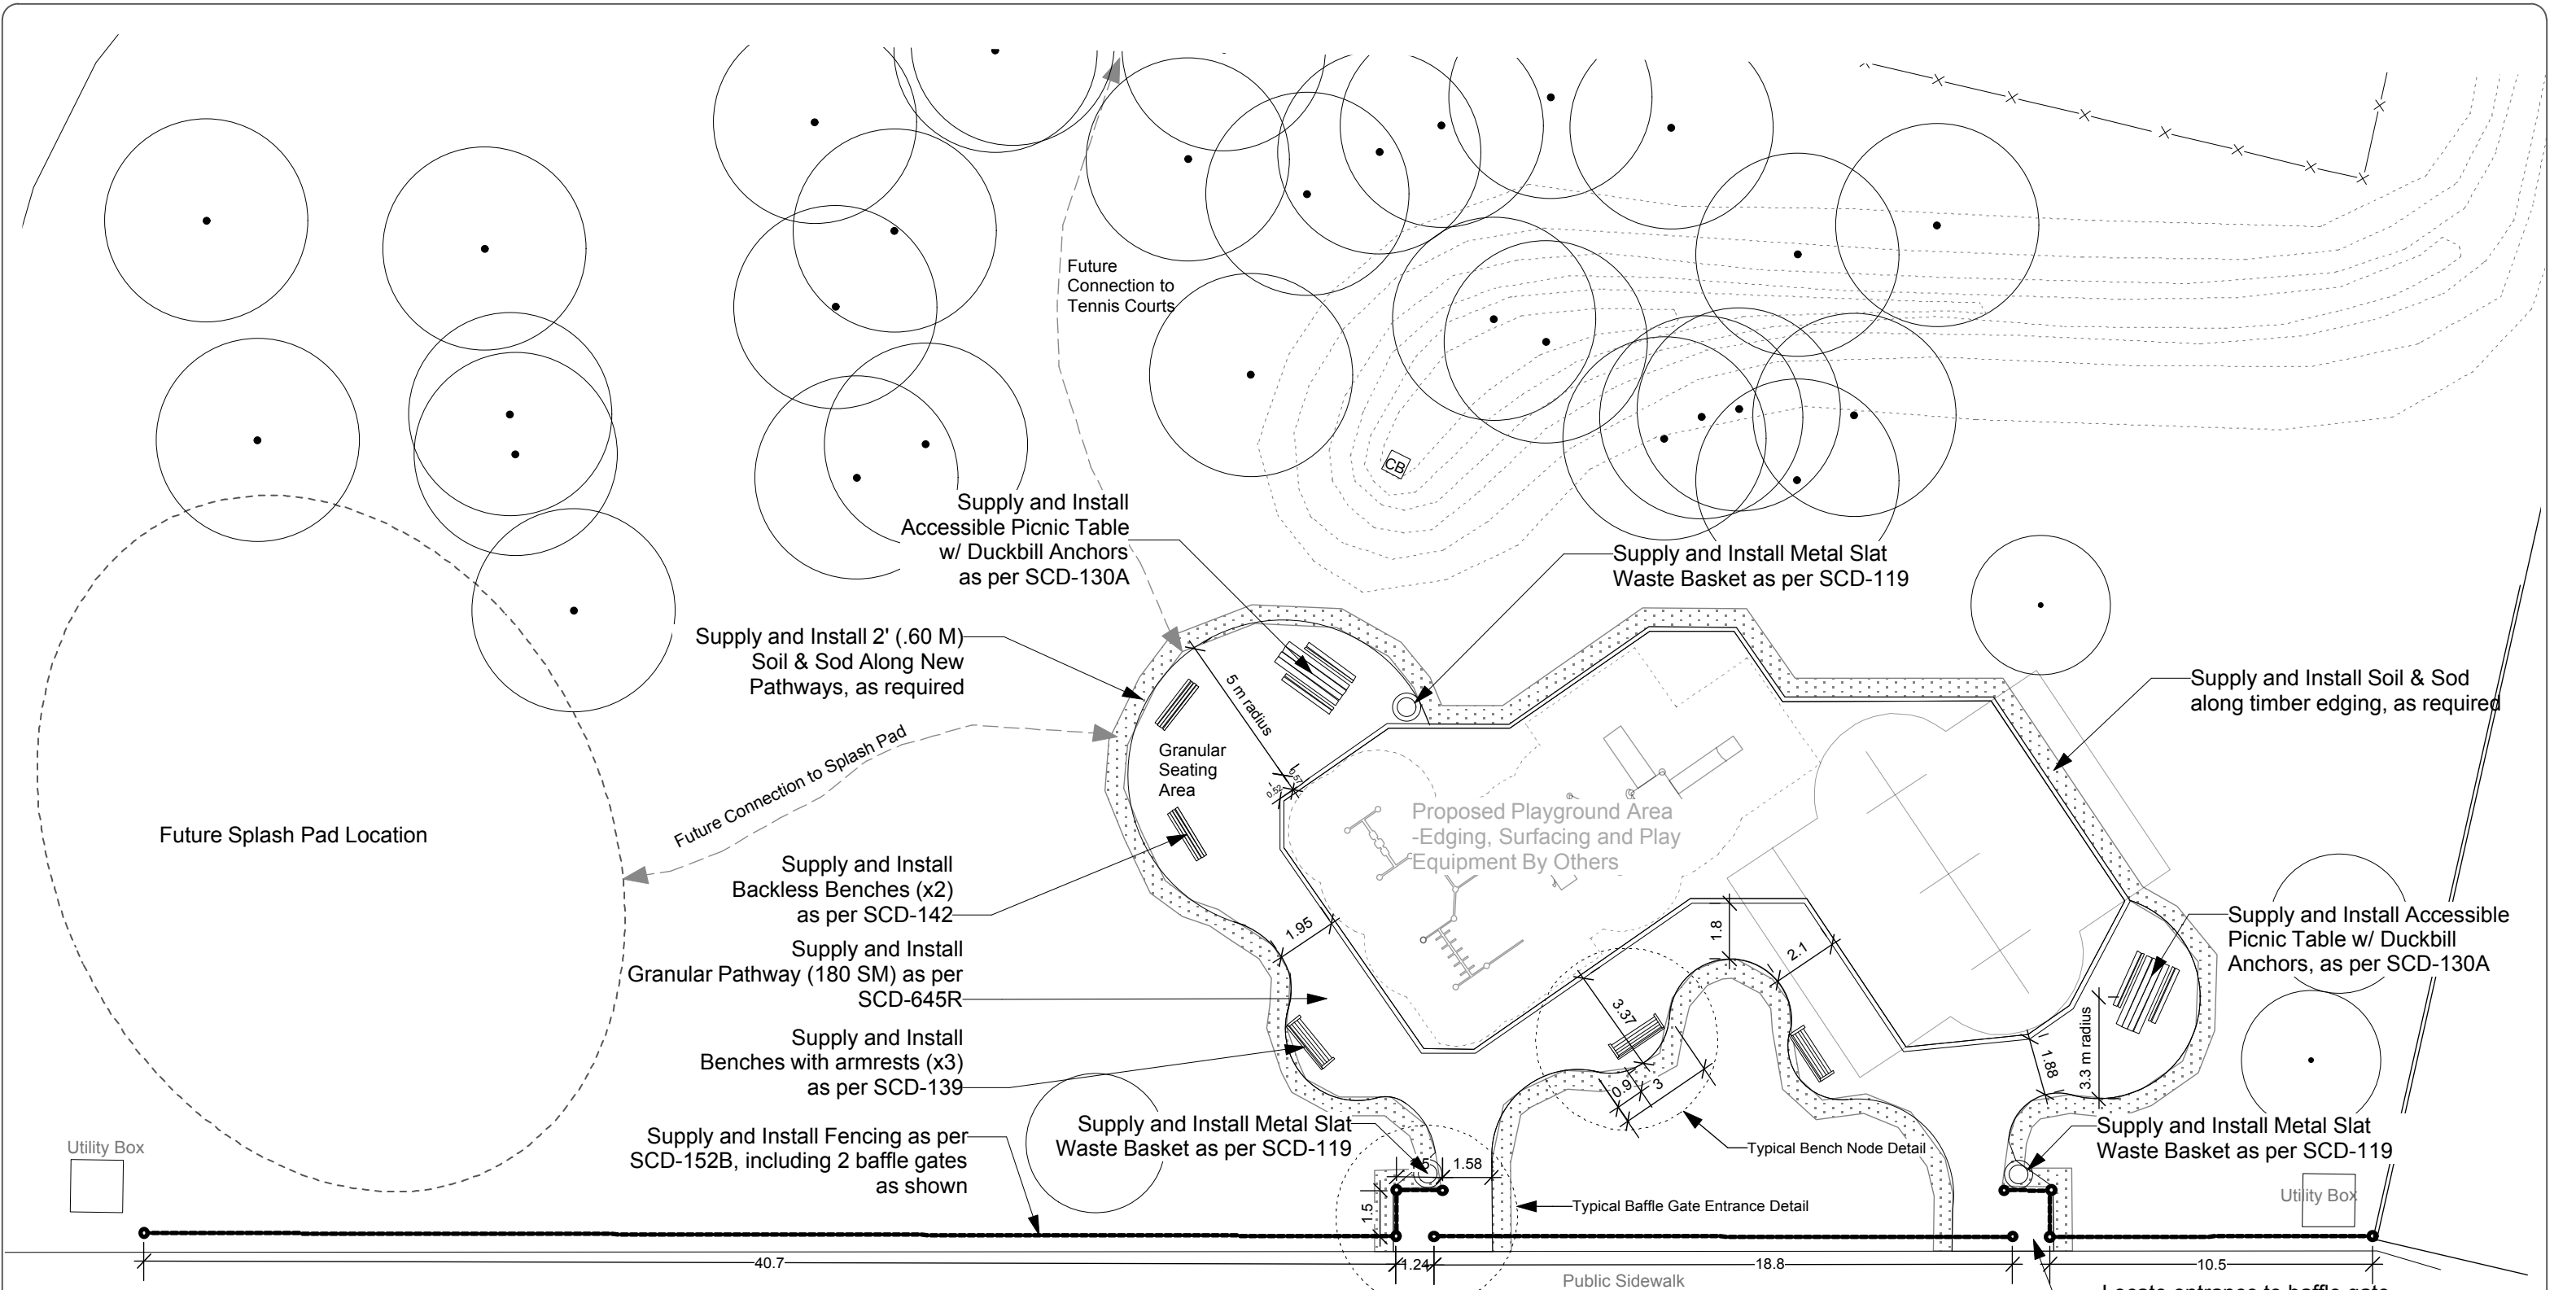 Future
Connection to
Tennis Courts
CB
Supply and Install
Accessible Picnic Table
w/ Duckbill Anchors
as per SCD-130A
Supply and Install Metal Slat
Waste Basket as per SCD-119
Supply and Install 2' (.60 M)
Soil & Sod Along New
Pathways, as required
Supply and Install Soil & Sod
along timber edging, as required
5 m radius
Granular
Seating
Area
0.57
0.52
Future Connection to Splash Pad
Future Splash Pad Location
Proposed Playground Area
-Edging, Surfacing and Play
Equipment By Others
Supply and Install
Backless Benches (x2)
as per SCD-142
Supply and Install
Granular Pathway (180 SM) as per
SCD-645R
Supply and Install
Benches with armrests (x3)
as per SCD-139
1.95
1.8
2.1
3.37
0.9
3
1.88
3.3 m radius
Supply and Install Accessible
Picnic Table w/ Duckbill
Anchors, as per SCD-130A
Supply and Install Metal Slat
Waste Basket as per SCD-119
Supply and Install Metal Slat
Waste Basket as per SCD-119
Typical Bench Node Detail
Utility Box
Supply and Install Fencing as per
SCD-152B, including 2 baffle gates
as shown
1.58
1.5
Typical Baffle Gate Entrance Detail
Utility Box
40.7
1.24
18.8
10.5
Public Sidewalk
Locate entrance to baffle gate